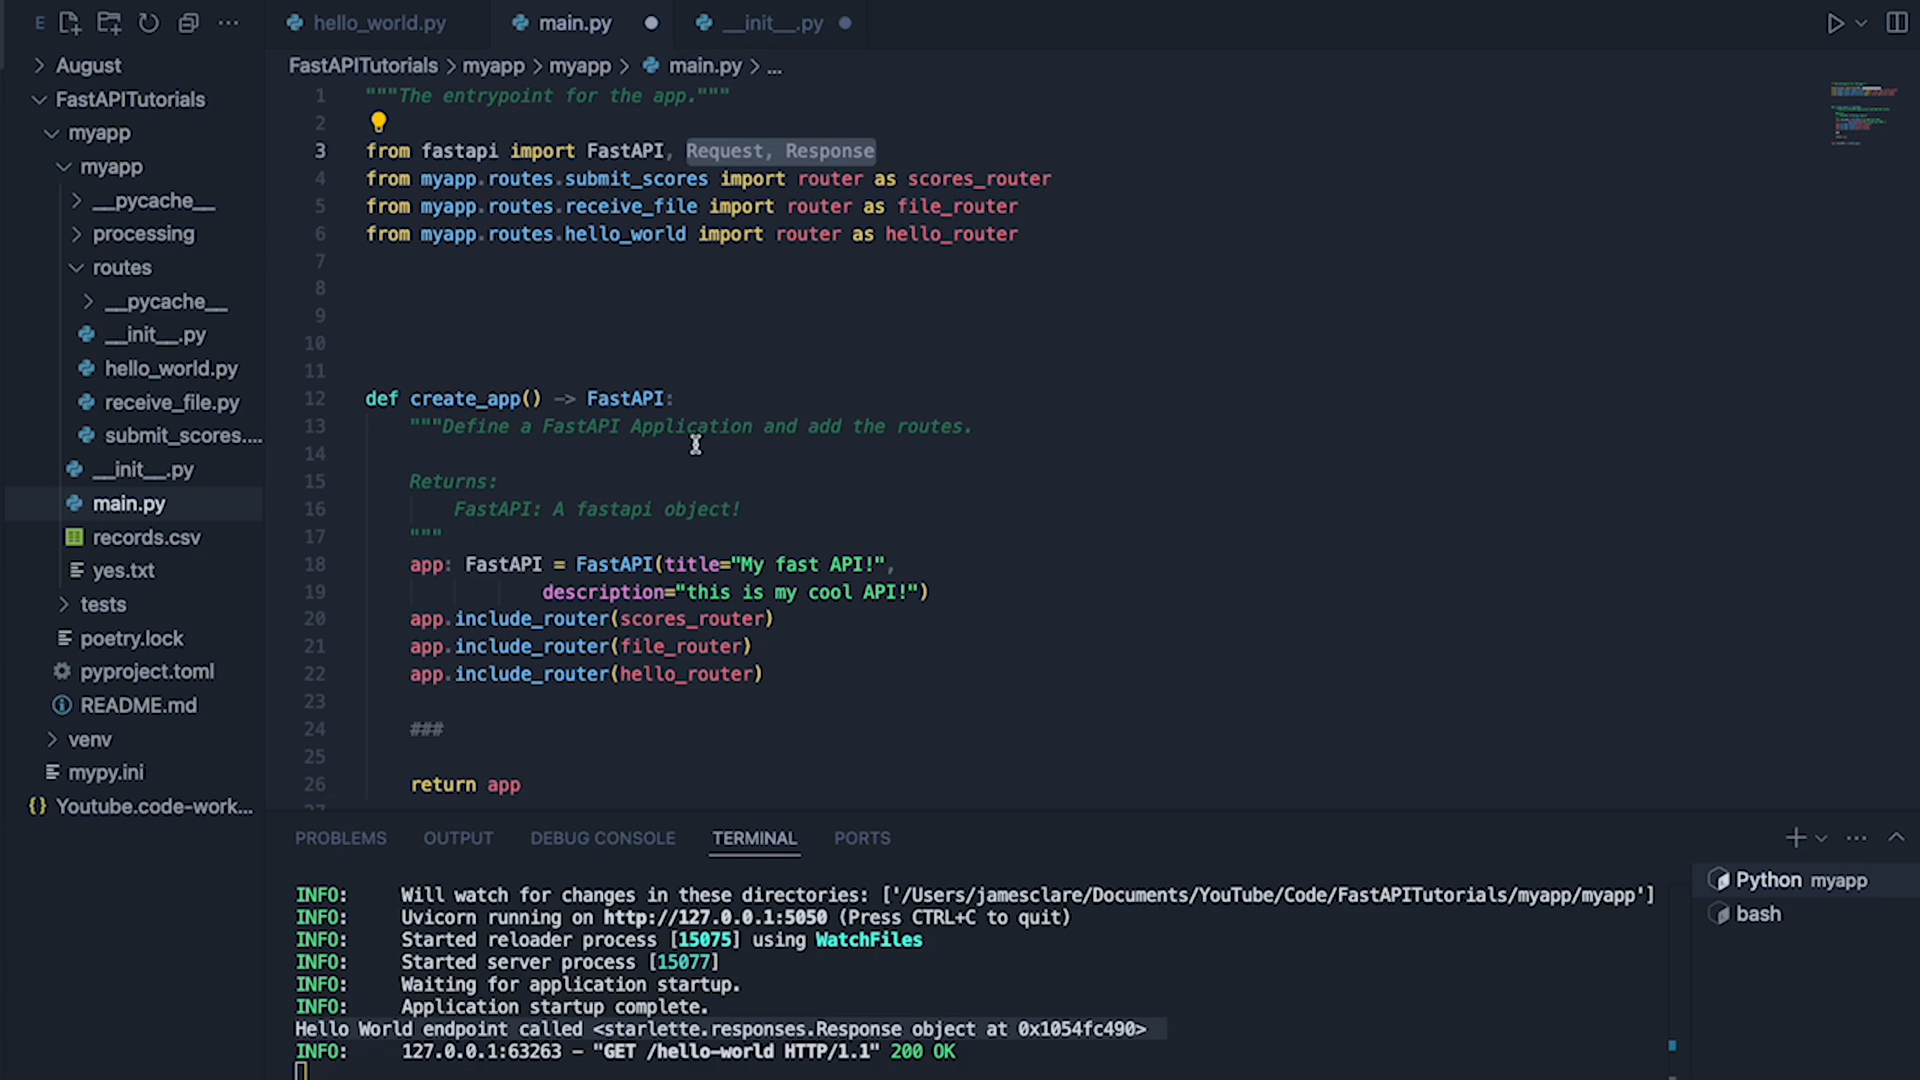 E
hello_world.py
main.py
__init__.py
August
FastAPITutorials
myapp
myapp
__pycache__
processing
routes
__pycache__
__init__.py
hello_world.py
receive_file.py
submit_scores....
__init__.py
main.py
records.csv
yes.txt
tests
poetry.lock
pyproject.toml
README.md
venv
mypy.ini
{} Youtube.code-work...
FastAPITutorials > myapp > myapp > main.py > ...
1 """The entrypoint for the app."""
2
3 from fastapi import FastAPI, Request, Response
4 from myapp.routes.submit_scores import router as scores_router
5 from myapp.routes.receive_file import router as file_router
6 from myapp.routes.hello_world import router as hello_router
7
8
9
10
11
12 def create_app() -> FastAPI:
13 """Define a FastAPI Application and add the routes.
14
15 Returns:
16 FastAPI: A fastapi object!
17 """
18 app: FastAPI = FastAPI(title="My fast API!",
19 description="this is my cool API!")
20 app.include_router(scores_router)
21 app.include_router(file_router)
22 app.include_router(hello_router)
23
24 ###
25
26 return app
27
PROBLEMS OUTPUT DEBUG CONSOLE TERMINAL PORTS
INFO: Will watch for changes in these directories: ['/Users/jamesclare/Documents/YouTube/Code/FastAPITutorials/myapp/myapp']
INFO: Uvicorn running on http://127.0.0.1:5050 (Press CTRL+C to quit)
INFO: Started reloader process [15075] using WatchFiles
INFO: Started server process [15077]
INFO: Waiting for application startup.
INFO: Application startup complete.
Hello World endpoint called <starlette.responses.Response object at 0x1054fc490>
INFO: 127.0.0.1:63263 - "GET /hello-world HTTP/1.1" 200 OK
Python myapp
bash